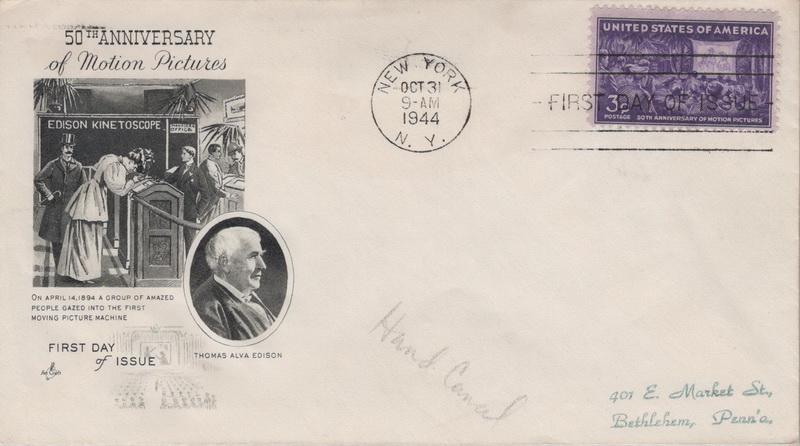 50TH ANNIVERSARY
of Motion Pictures
EDISON KINETOSCOPE
OFFICE
ON APRIL 14, 1894 A GROUP OF AMAZED
PEOPLE GAZED INTO THE FIRST
MOVING PICTURE MACHINE
THOMAS ALVA EDISON
FIRST DAY
of ISSUE
Art Craft
NEW YORK
OCT 31
9-AM
1944
N. Y.
UNITED STATES OF AMERICA
FIRST DAY OF ISSUE
3¢
POSTAGE 50TH ANNIVERSARY OF MOTION PICTURES
Hand Cancel
401 E. Market St.,
Bethlehem, Penn'a.